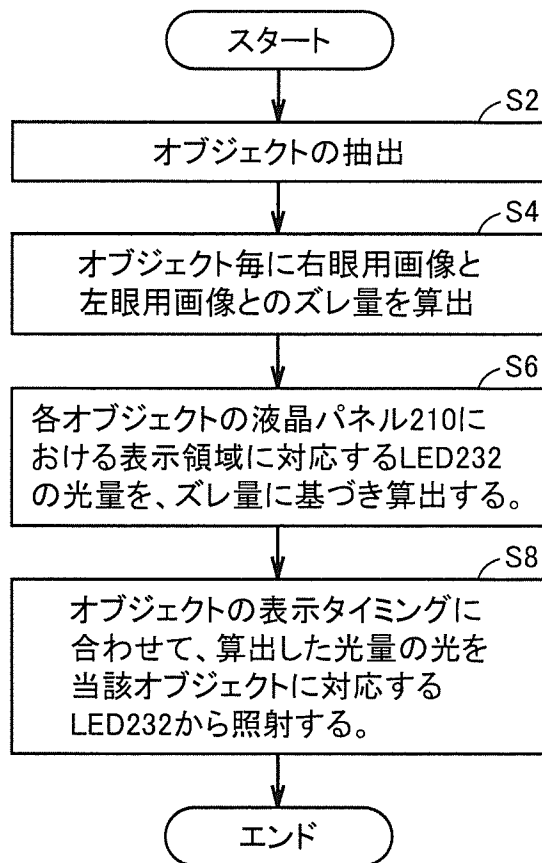 スタート
S2
オブジェクトの抽出
S4
オブジェクト毎に右眼用画像と
左眼用画像とのズレ量を算出
S6
各オブジェクトの液晶パネル210に
おける表示領域に対応するLED232
の光量を、ズレ量に基づき算出する。
S8
オブジェクトの表示タイミングに
合わせて、算出した光量の光を
当該オブジェクトに対応する
LED232から照射する。
エンド